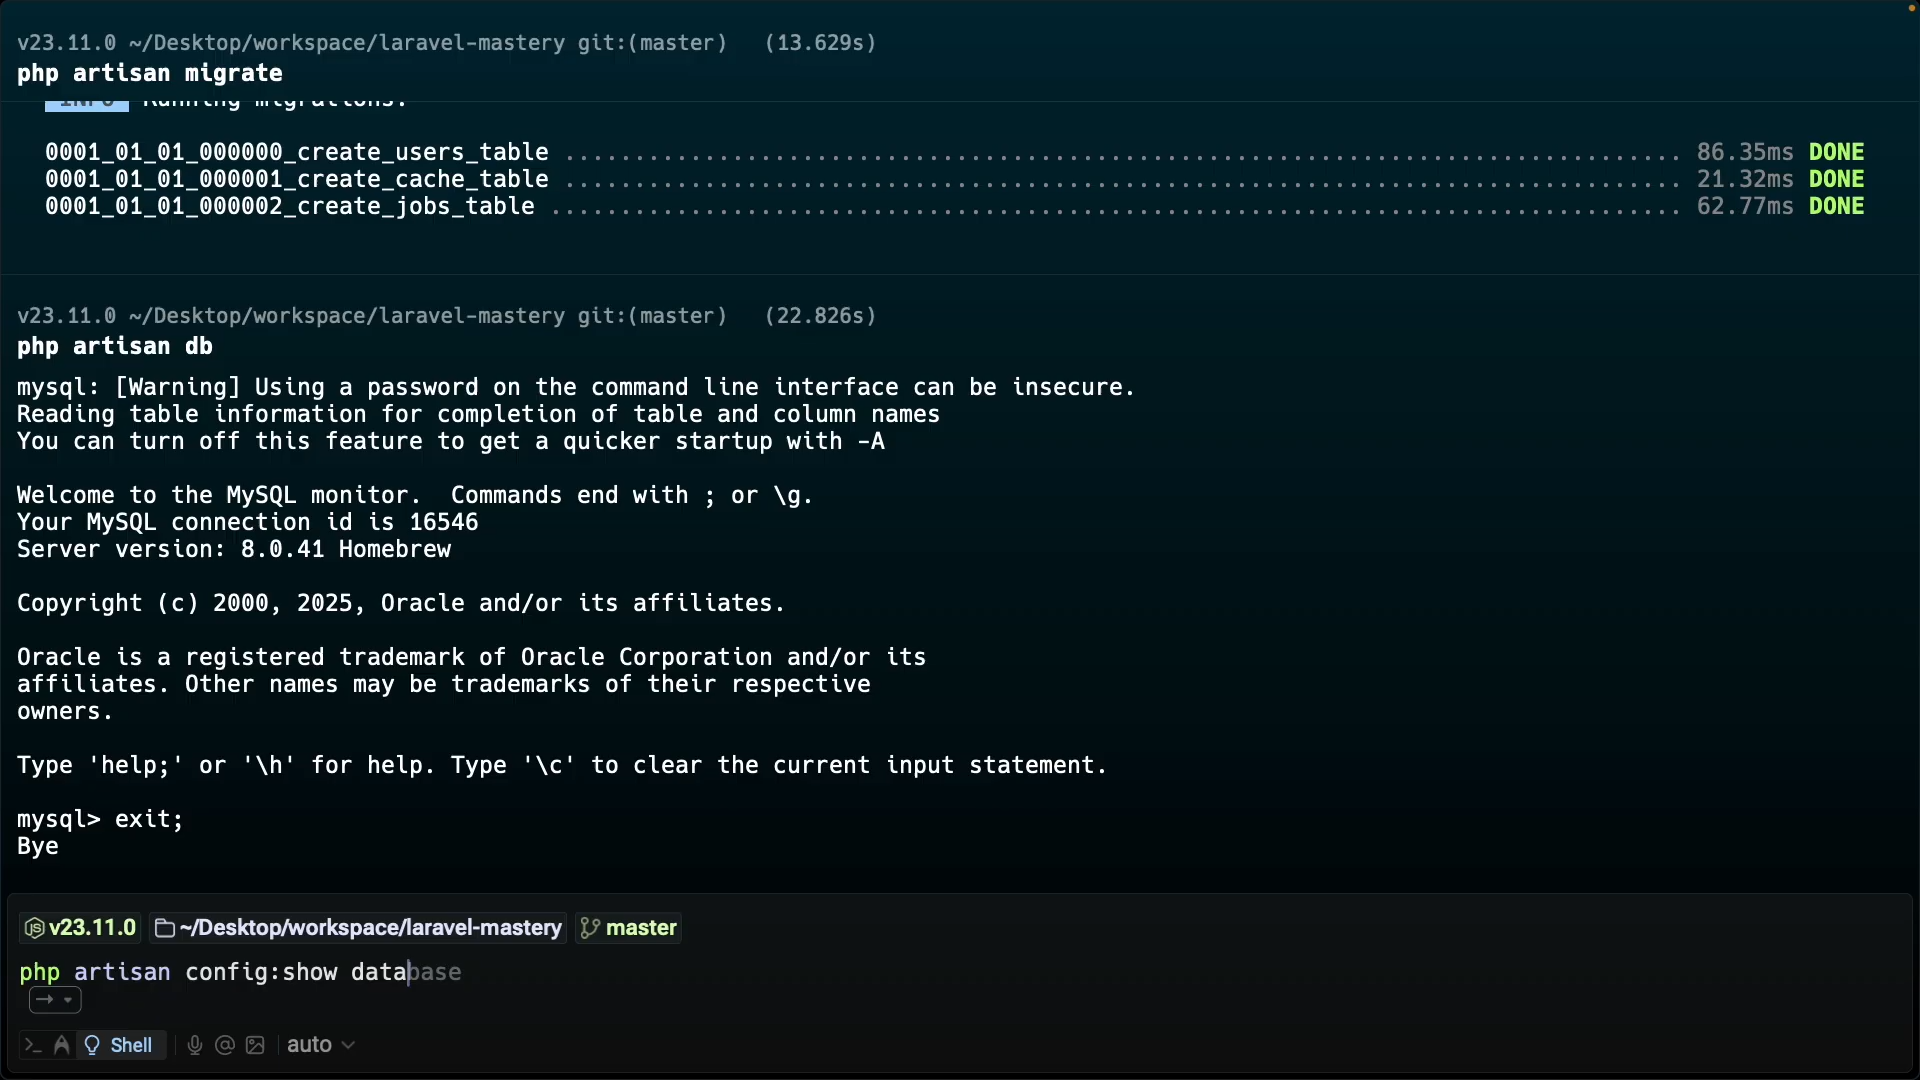 v23.11.0 ~/Desktop/workspace/laravel-mastery git:(master) (13.629s)
php artisan migrate
INFO Running migrations.
0001_01_01_000000_create_users_table ................................................................................ 86.35ms DONE
0001_01_01_000001_create_cache_table ................................................................................ 21.32ms DONE
0001_01_01_000002_create_jobs_table ................................................................................. 62.77ms DONE
v23.11.0 ~/Desktop/workspace/laravel-mastery git:(master) (22.826s)
php artisan db
mysql: [Warning] Using a password on the command line interface can be insecure.
Reading table information for completion of table and column names
You can turn off this feature to get a quicker startup with -A
Welcome to the MySQL monitor.  Commands end with ; or \g.
Your MySQL connection id is 16546
Server version: 8.0.41 Homebrew
Copyright (c) 2000, 2025, Oracle and/or its affiliates.
Oracle is a registered trademark of Oracle Corporation and/or its
affiliates. Other names may be trademarks of their respective
owners.
Type 'help;' or '\h' for help. Type '\c' to clear the current input statement.
mysql> exit;
Bye
v23.11.0 ~/Desktop/workspace/laravel-mastery master
php artisan config:show database
Shell auto